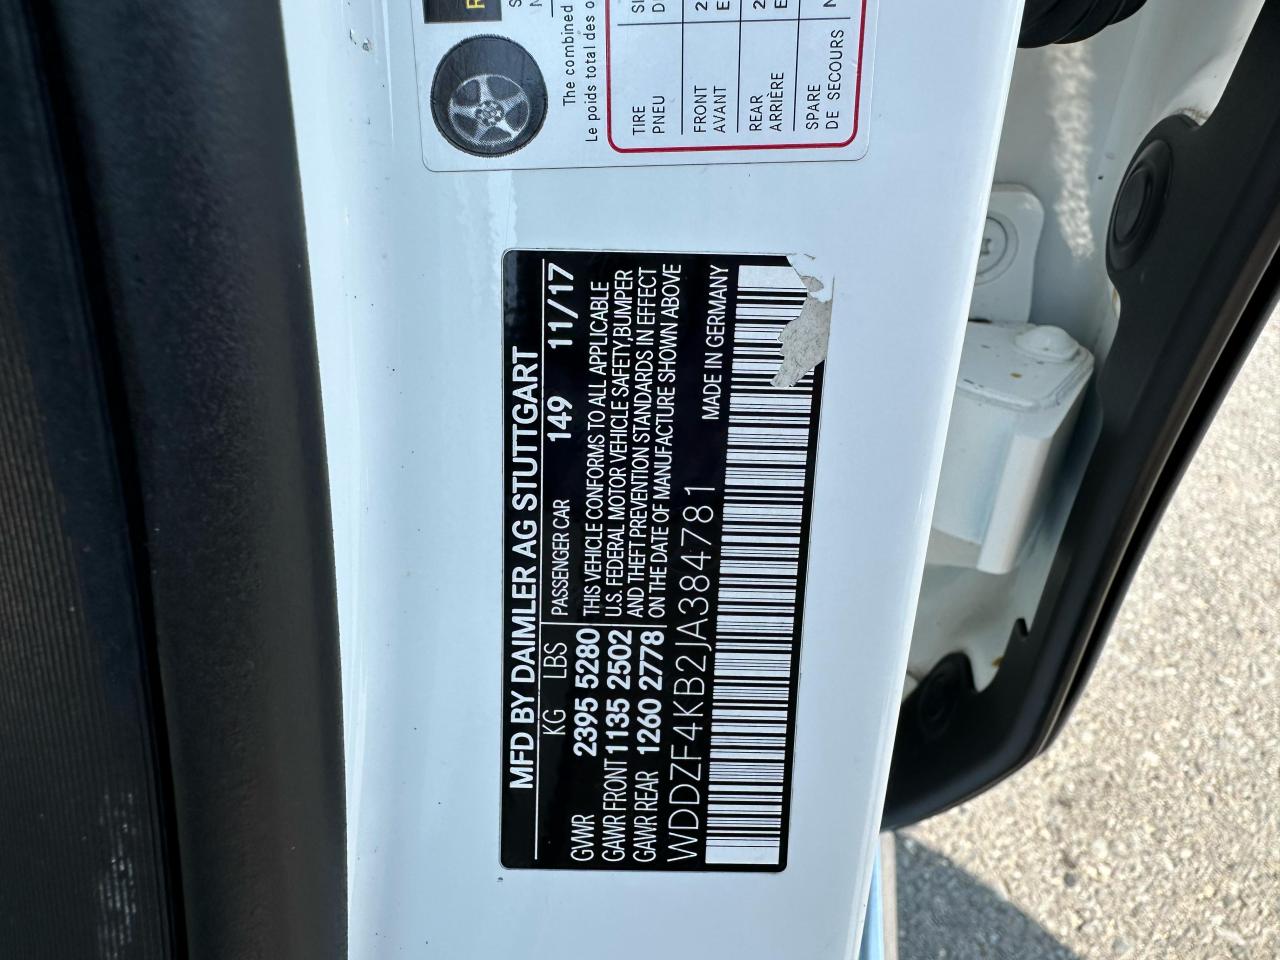 MFD BY DAIMLER AG STUTTGART
KG LBS PASSENGER CAR 149 11/17
GVWR 2395 5280
GAWR FRONT 1135 2502
GAWR REAR 1260 2778
THIS VEHICLE CONFORMS TO ALL APPLICABLE
U.S. FEDERAL MOTOR VEHICLE SAFETY,BUMPER
AND THEFT PREVENTION STANDARDS IN EFFECT
ON THE DATE OF MANUFACTURE SHOWN ABOVE
WDDZF4KB2JA384781 MADE IN GERMANY
The combined
Le poids total des
TIRE
PNEU
FRONT
AVANT
REAR
ARRIÈRE
SPARE
DE SECOURS